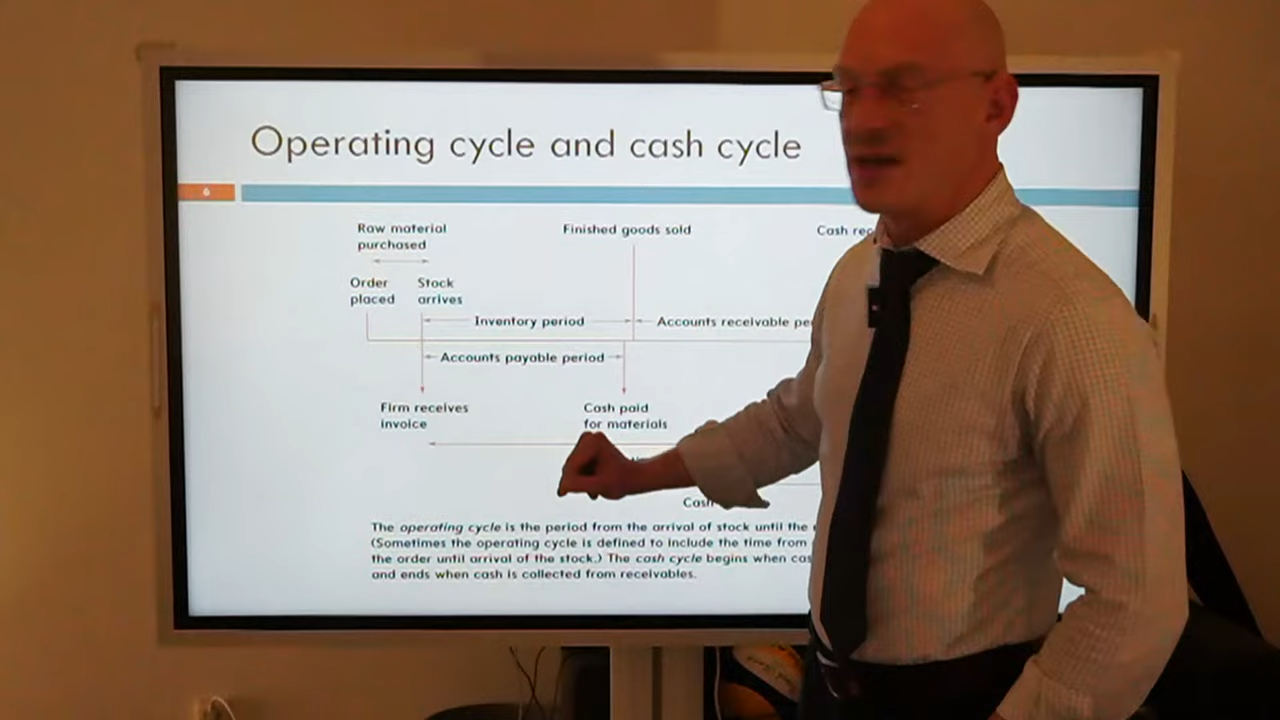 Operating cycle and cash cycle
6
Raw material
purchased
Finished goods sold
Cash
Order
placed
Stock
arrives
Inventory period
Accounts receivable
Accounts payable period
Firm receives
invoice
Cash paid
for materials
Cash
The operating cycle is the period from the arrival of stock until the
(Sometimes the operating cycle is defined to include the time from
the order until arrival of the stock.) The cash cycle begins when
and ends when cash is collected from receivables.